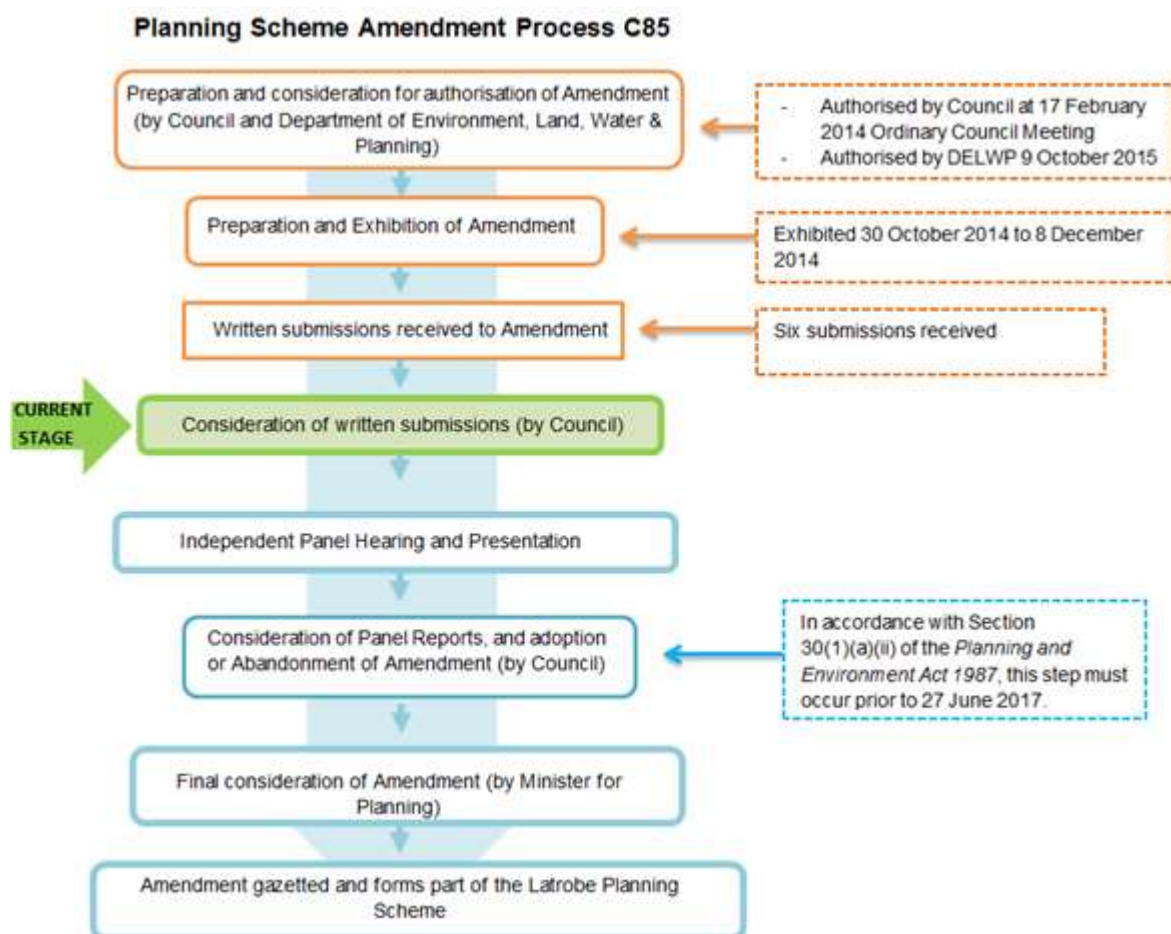 Planning Scheme Amendment Process C85
Preparation and consideration for authorisation of Amendment
(by Council and Department of Environment, Land, Water &
Planning)
- Authorised by Council at 17 February
2014 Ordinary Council Meeting
- Authorised by DELWP 9 October 2015
Preparation and Exhibition of Amendment
Exhibited 30 October 2014 to 8 December
2014
Written submissions received to Amendment
Six submissions received
CURRENT
STAGE
Consideration of written submissions (by Council)
Independent Panel Hearing and Presentation
Consideration of Panel Reports, and adoption
or Abandonment of Amendment (by Council)
In accordance with Section
30(1)(a)(ii) of the Planning and
Environment Act 1987, this step must
occur prior to 27 June 2017.
Final consideration of Amendment (by Minister for
Planning)
Amendment gazetted and forms part of the Latrobe Planning
Scheme